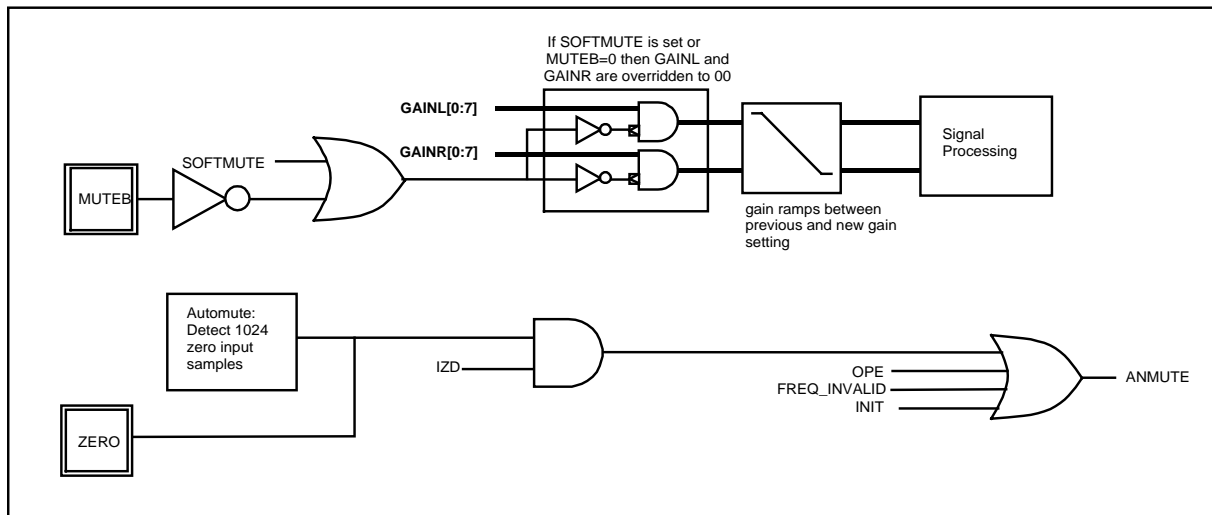 If SOFTMUTE is set or
MUTEB=0 then GAINL and
GAINR are overridden to 00
GAINL[0:7]
GAINR[0:7]
SOFTMUTE
MUTEB
Signal
Processing
gain ramps between
previous and new gain
setting
Automute:
Detect 1024
zero input
samples
IZD
OPE
FREQ_INVALID
INIT
ANMUTE
ZERO